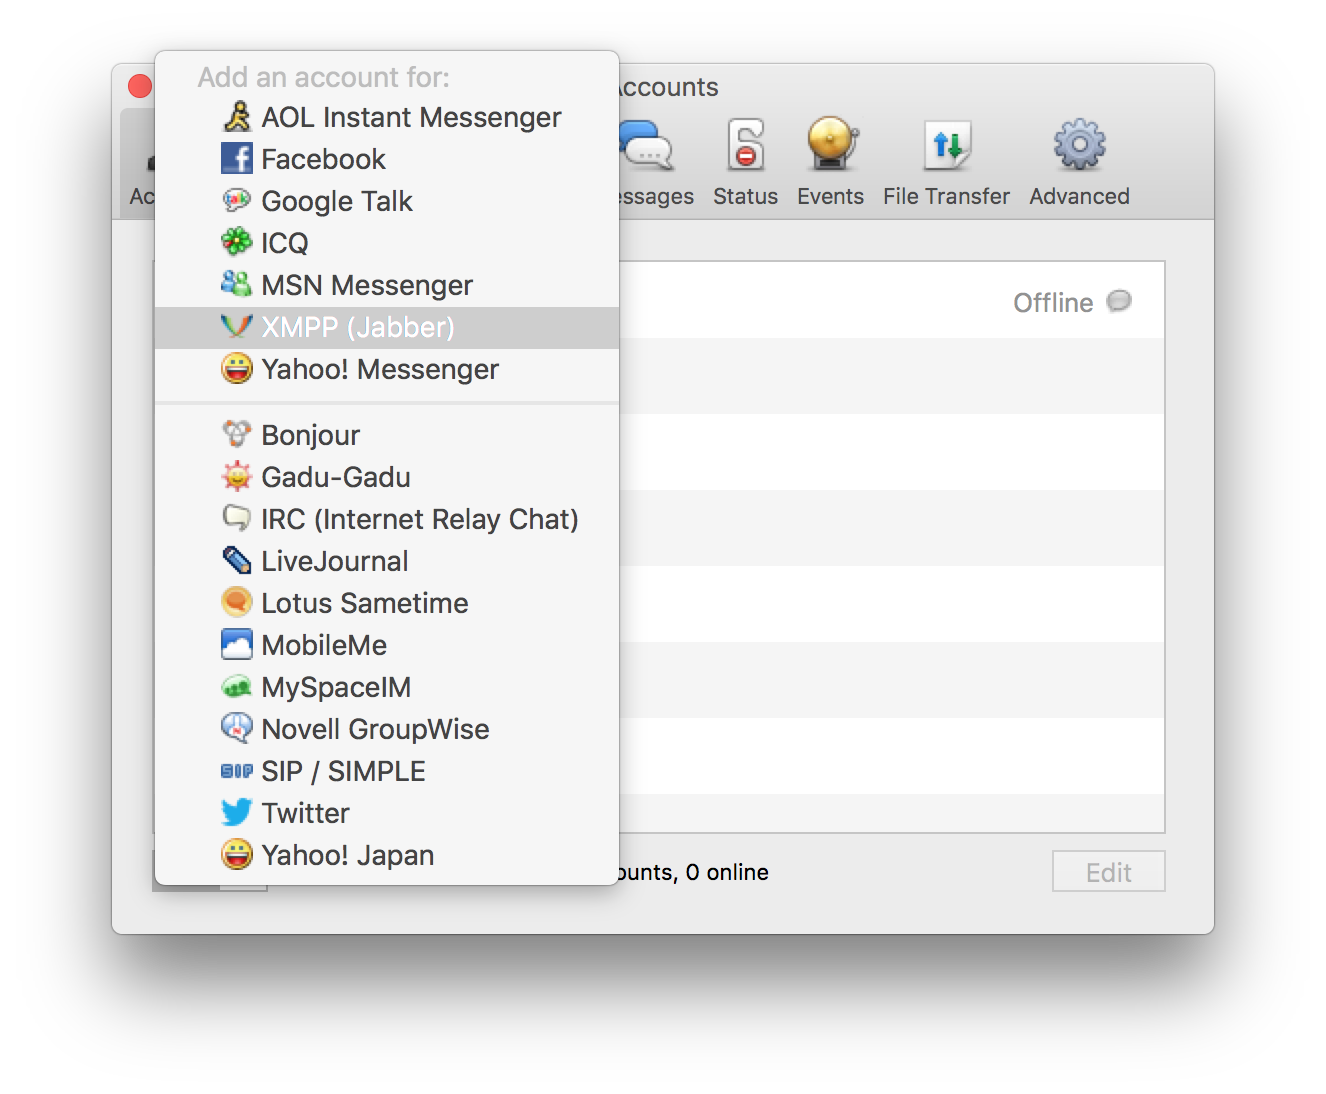 Add an account for:
AOL Instant Messenger
Facebook
Google Talk
ICQ
MSN Messenger
XMPP (Jabber)
Yahoo! Messenger
Bonjour
Gadu-Gadu
IRC (Internet Relay Chat)
LiveJournal
Lotus Sametime
MobileMe
MySpaceIM
Novell GroupWise
SIP / SIMPLE
Twitter
Yahoo! Japan
Accounts
Ac
essages
Status
Events
File Transfer
Advanced
Offline
ounts, 0 online
Edit